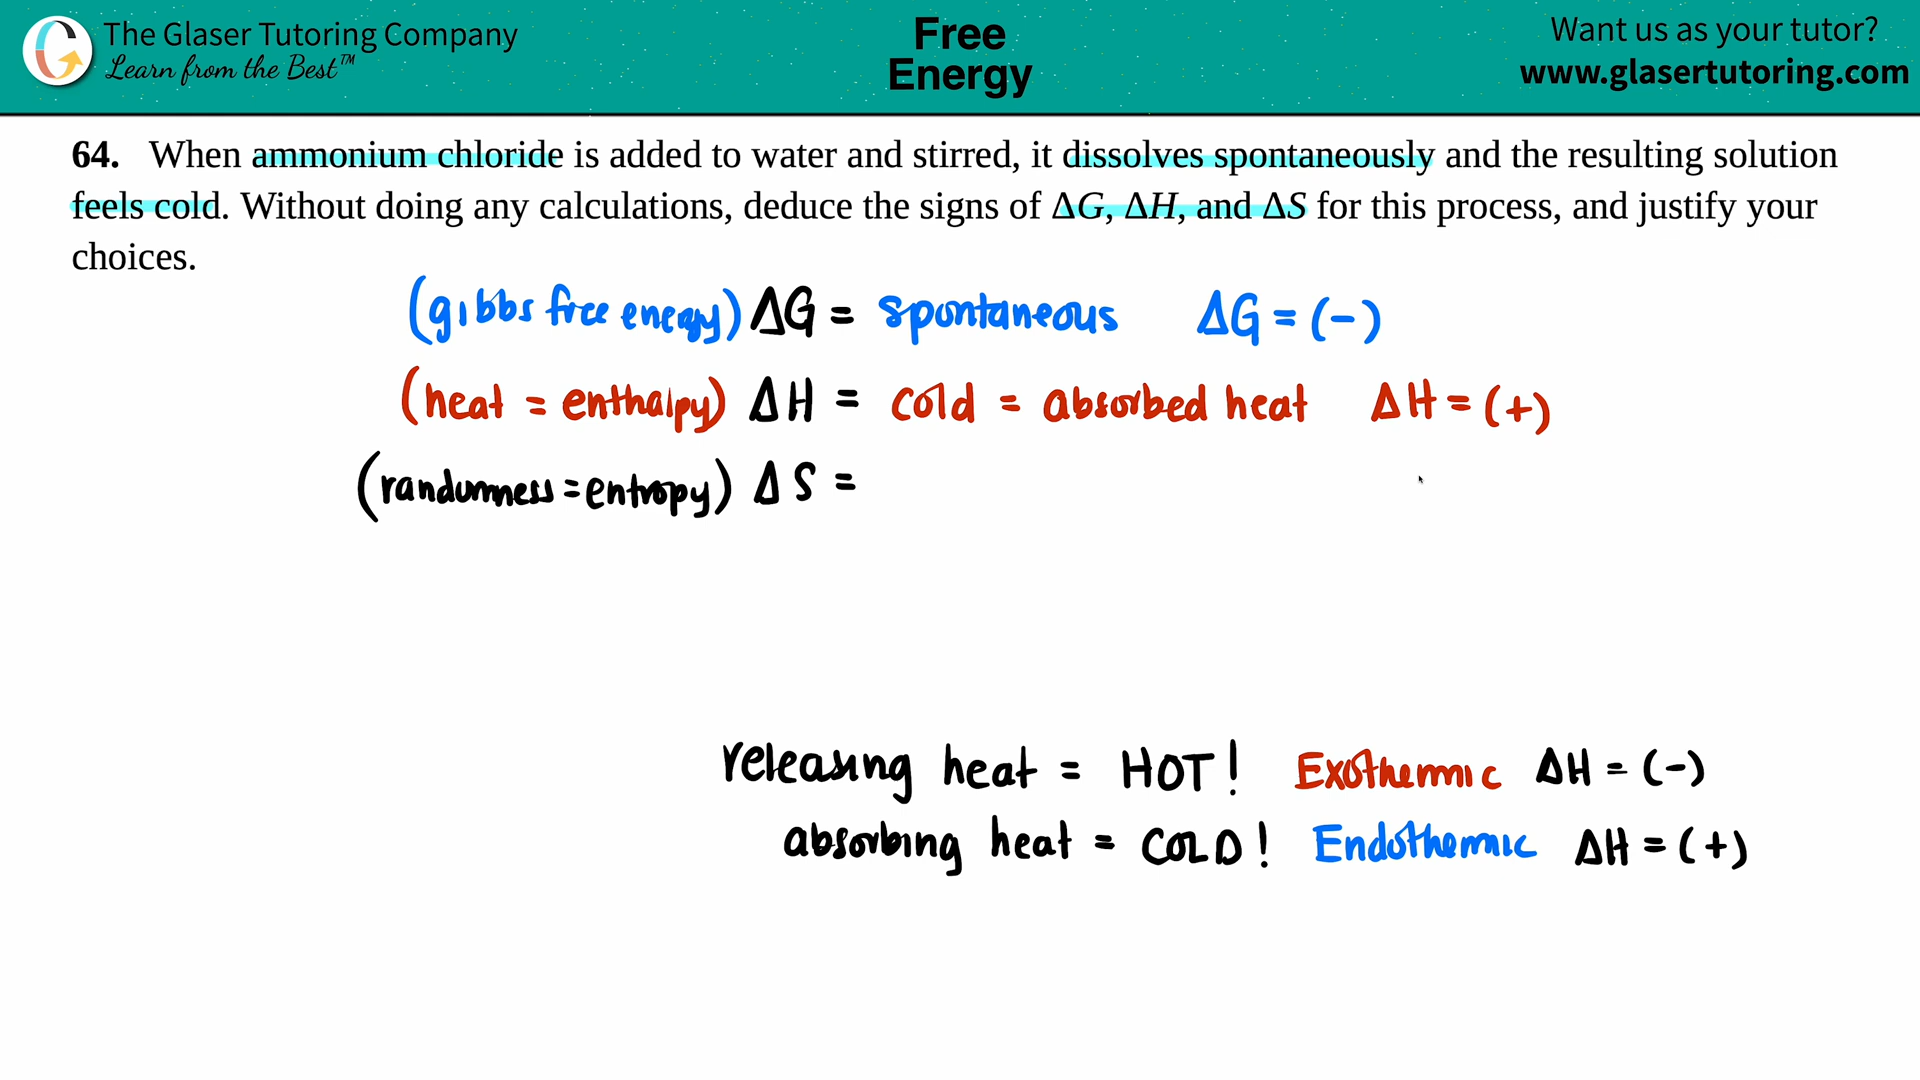 The Glaser Tutoring Company
Learn from the Best™
Free
Energy
Want us as your tutor?
www.glasertutoring.com
64. When ammonium chloride is added to water and stirred, it dissolves spontaneously and the resulting solution
feels cold. Without doing any calculations, deduce the signs of ΔG, ΔH, and ΔS for this process, and justify your
choices.
(gibbs free energy) ΔG = spontaneous ΔG = (-)
(heat = enthalpy) ΔH = cold = absorbed heat ΔH = (+)
(randomness = entropy) ΔS =
releasing heat = HOT! Exothermic ΔH = (-)
absorbing heat = COLD! Endothermic ΔH = (+)